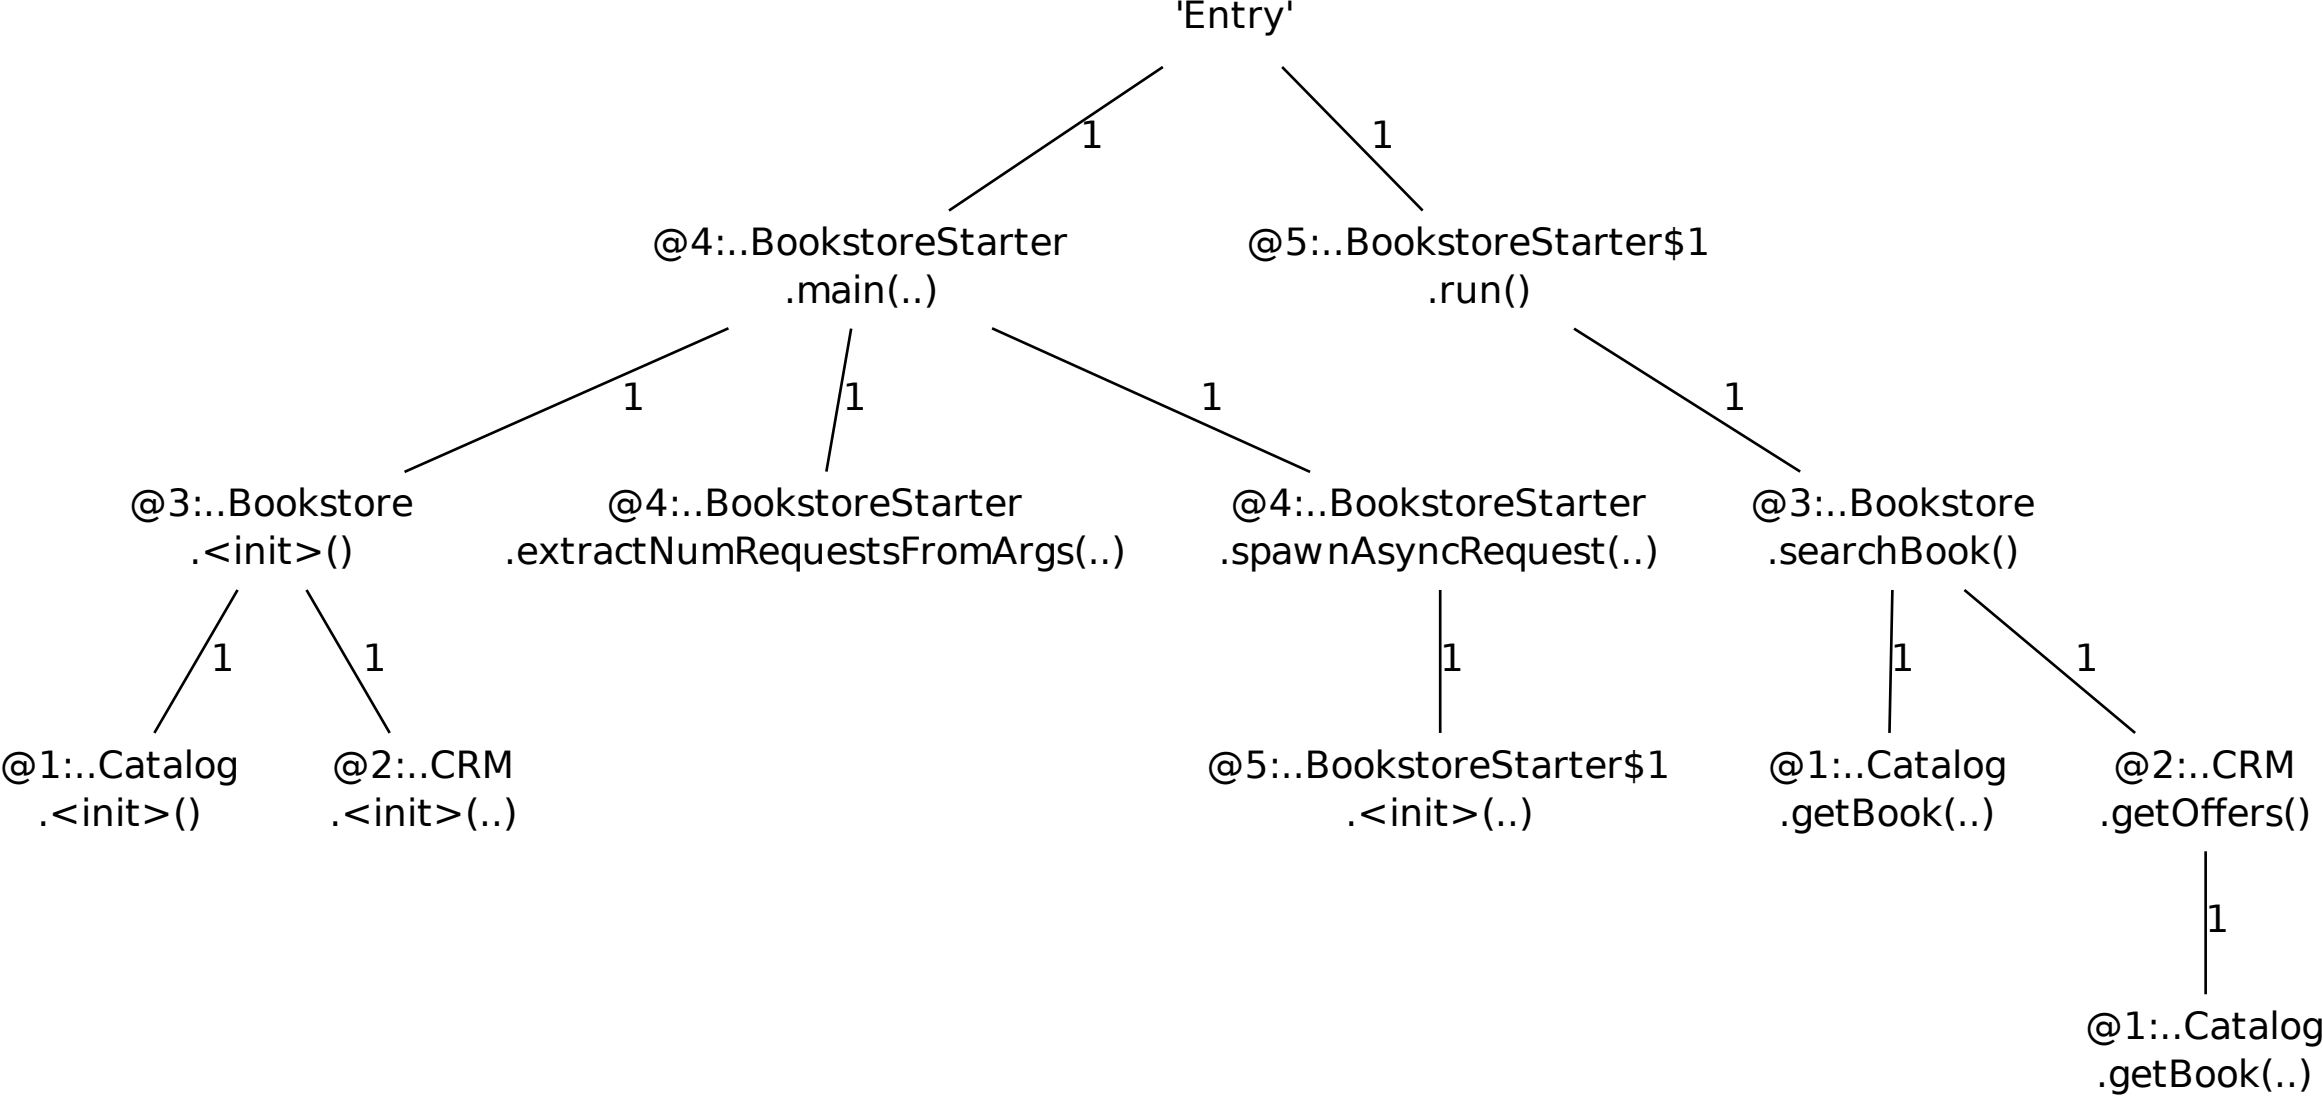 'Entry'
1
1
@4:..BookstoreStarter
.main(..)
@5:..BookstoreStarter$1
.run()
1
1
1
1
@3:..Bookstore
.<init>()
@4:..BookstoreStarter
.extractNumRequestsFromArgs(..)
@4:..BookstoreStarter
.spawnAsyncRequest(..)
@3:..Bookstore
.searchBook()
1
1
1
1
1
@1:..Catalog
.<init>()
@2:..CRM
.<init>(..)
@5:..BookstoreStarter$1
.<init>(..)
@1:..Catalog
.getBook(..)
@2:..CRM
.getOffers()
1
@1:..Catalog
.getBook(..)